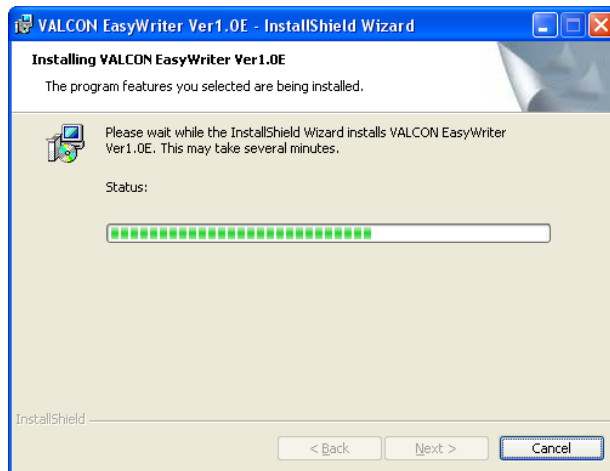 VALCON EasyWriter Ver1.0E - InstallShield Wizard
Installing VALCON EasyWriter Ver1.0E
The program features you selected are being installed.
Please wait while the InstallShield Wizard installs VALCON EasyWriter
Ver1.0E. This may take several minutes.
Status:
InstallShield
< Back Next > Cancel